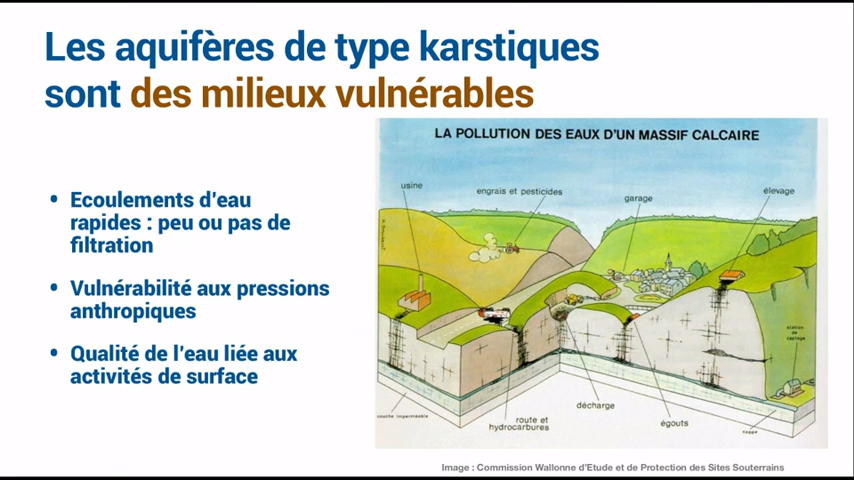 Les aquifères de type karstiques
sont des milieux vulnérables
• Ecoulements d'eau
rapides : peu ou pas de
filtration
• Vulnérabilité aux pressions
anthropiques
• Qualité de l'eau liée aux
activités de surface
LA POLLUTION DES EAUX D'UN MASSIF CALCAIRE
usine
engrais et pesticides
garage
élevage
station
de
captage
couche imperméable
route et
hydrocarbures
décharge
égouts
nappe
Image : Commission Wallonne d'Etude et de Protection des Sites Souterrains